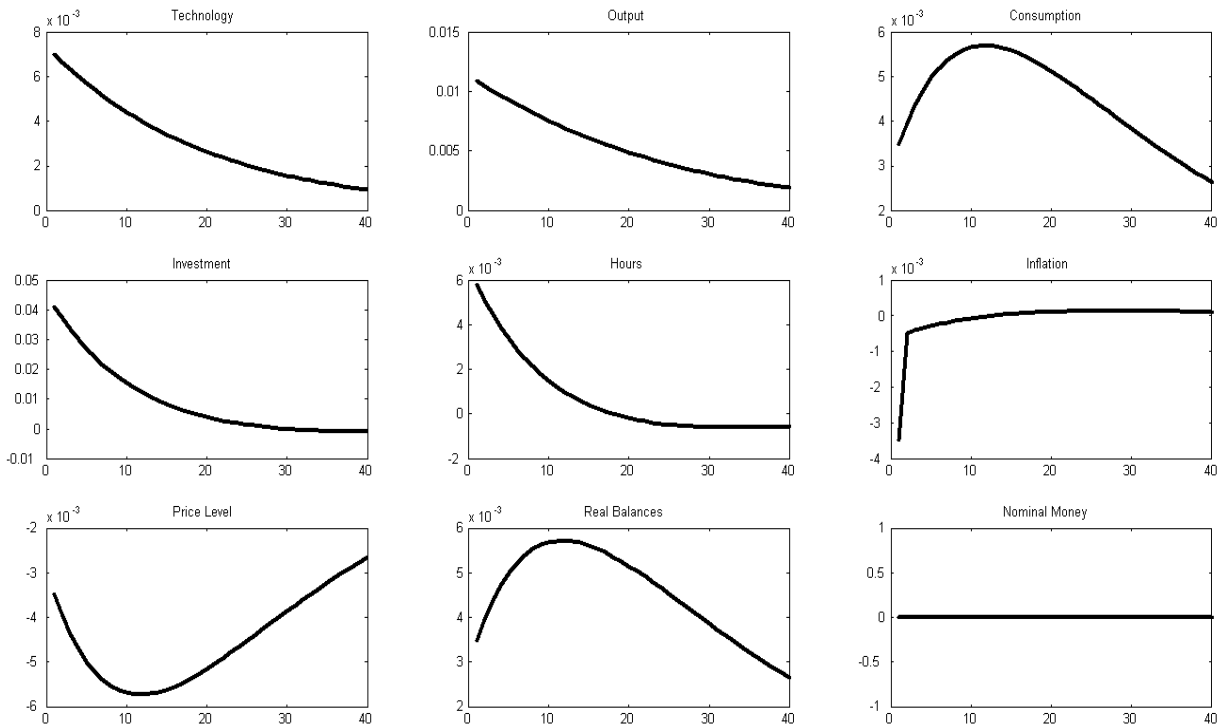 Technology
x 10^-3
8
6
4
2
0
0 10 20 30 40
Output
0.015
0.01
0.005
0
0 10 20 30 40
Consumption
x 10^-3
6
5
4
3
2
0 10 20 30 40
Investment
0.05
0.04
0.03
0.02
0.01
0
-0.01
0 10 20 30 40
Hours
x 10^-3
6
4
2
0
-2
0 10 20 30 40
Inflation
x 10^-3
1
0
-1
-2
-3
-4
0 10 20 30 40
Price Level
x 10^-3
-2
-3
-4
-5
-6
0 10 20 30 40
Real Balances
x 10^-3
6
5
4
3
2
0 10 20 30 40
Nominal Money
1
0.5
0
-0.5
-1
0 10 20 30 40